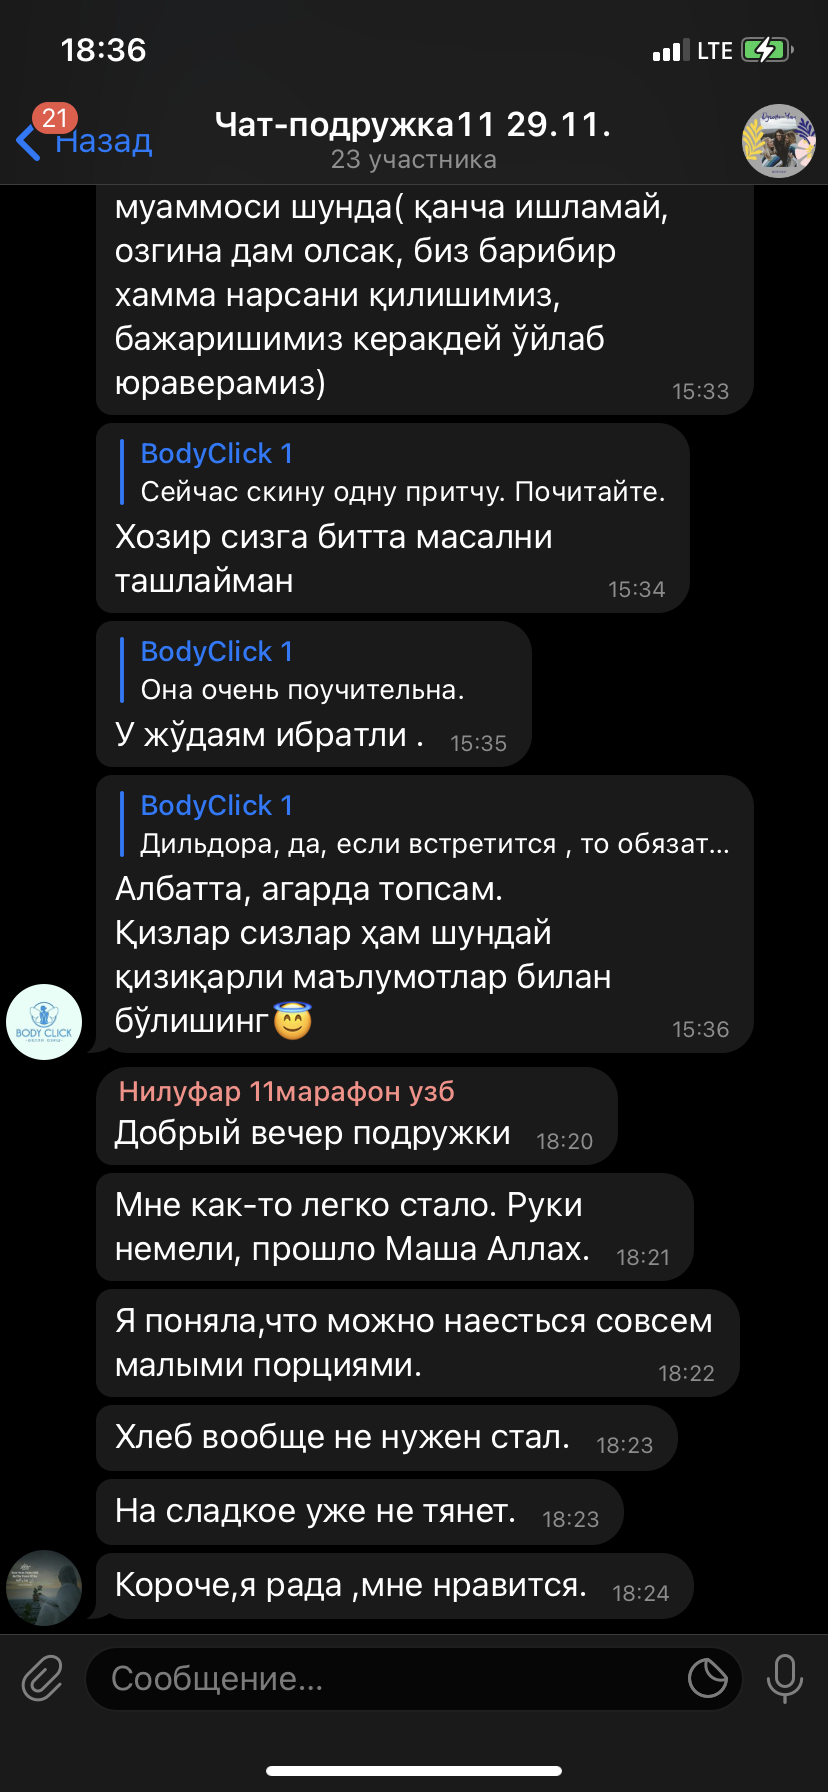 18:36
LTE
21
Назад
Чат-подружка11 29.11.
23 участника
муаммоси шунда( қанча ишламай,
озгина дам олсак, биз барибир
хамма нарсани қилишимиз,
бажаришимиз керакдей ўйлаб
юраверамиз)
15:33
BodyClick 1
Сейчас скину одну притчу. Почитайте.
Хозир сизга битта масални
ташлайман
15:34
BodyClick 1
Она очень поучительна.
У жўдаям ибратли .
15:35
BodyClick 1
Дильдора, да, если встретится , то обязат...
Албатта, агарда топсам.
Қизлар сизлар ҳам шундай
қизиқарли маълумотлар билан
бўлишинг😇
15:36
BODY CLICK
Нилуфар 11марафон узб
Добрый вечер подружки
18:20
Мне как-то легко стало. Руки
немели, прошло Маша Аллах.
18:21
Я поняла,что можно наесться совсем
малыми порциями.
18:22
Хлеб вообще не нужен стал.
18:23
На сладкое уже не тянет.
18:23
Короче,я рада ,мне нравится.
18:24
Сообщение...